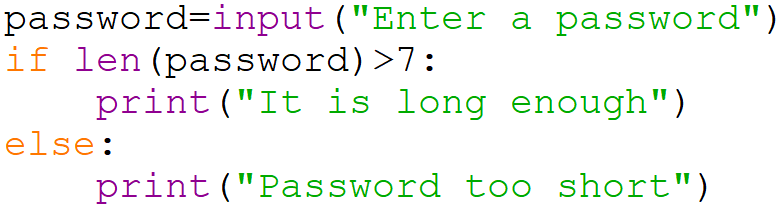 password=input("Enter a password")
if len(password)>7:
    print("It is long enough")
else:
    print("Password too short")